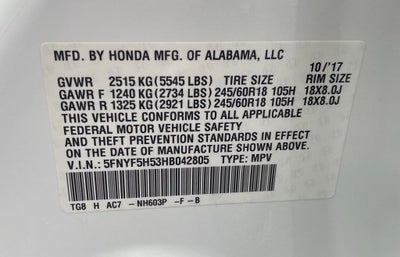 MFD. BY HONDA MFG. OF ALABAMA, LLC
10/'17
GVWR 2515 KG (5545 LBS) TIRE SIZE RIM SIZE
GAWR F 1240 KG (2734 LBS) 245/60R18 105H 18X8.0J
GAWR R 1325 KG (2921 LBS) 245/60R18 105H 18X8.0J
THIS VEHICLE CONFORMS TO ALL APPLICABLE
FEDERAL MOTOR VEHICLE SAFETY
AND THEFT PREVENTION STANDARDS IN EFFECT
ON THE DATE OF MANUFACTURE SHOWN ABOVE.
V.I.N.: 5FNYF5H53HB042805 TYPE: MPV
TG8 H AC7 -NH603P -F -B